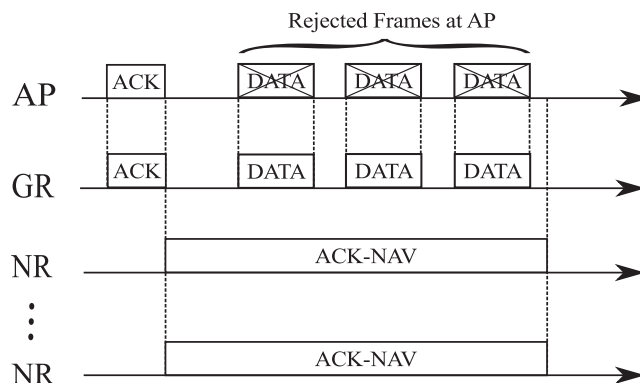 Rejected Frames at AP
AP ACK DATA DATA DATA
GR ACK DATA DATA DATA
NR ACK-NAV
NR ACK-NAV